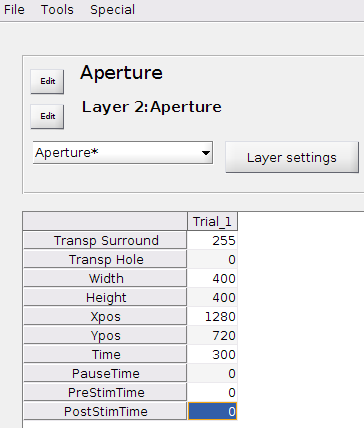 File Tools Special
Edit Aperture
Edit Layer 2:Aperture
Aperture* Layer settings
Trial_1
Transp Surround 255
Transp Hole 0
Width 400
Height 400
Xpos 1280
Ypos 720
Time 300
PauseTime 0
PreStimTime 0
PostStimTime 0